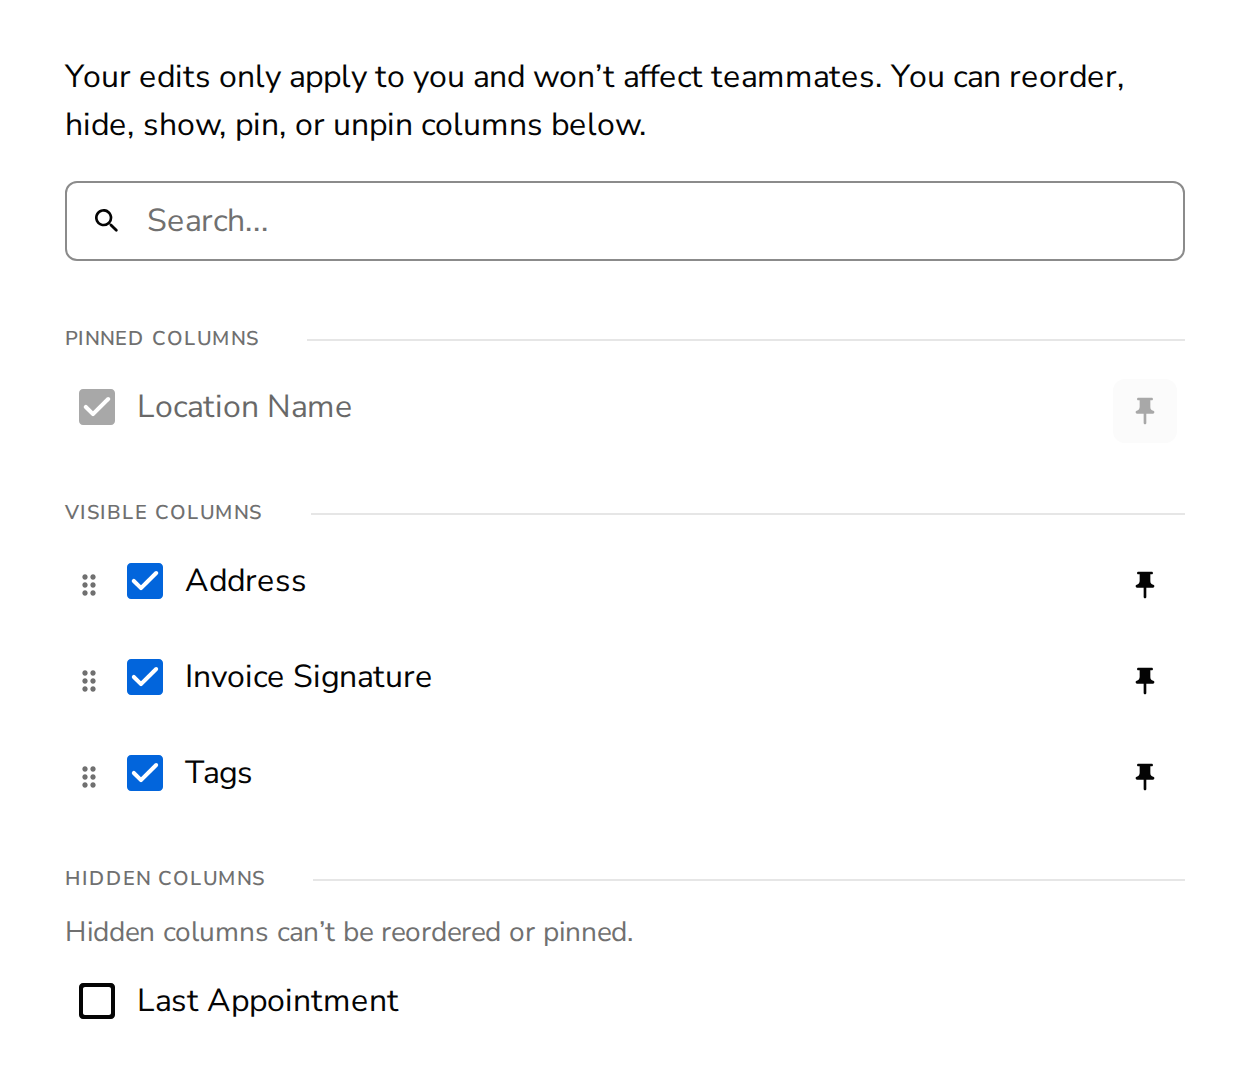 Your edits only apply to you and won’t affect teammates. You can reorder,
hide, show, pin, or unpin columns below.
Search...
PINNED COLUMNS
Location Name
VISIBLE COLUMNS
Address
Invoice Signature
Tags
HIDDEN COLUMNS
Hidden columns can’t be reordered or pinned.
Last Appointment